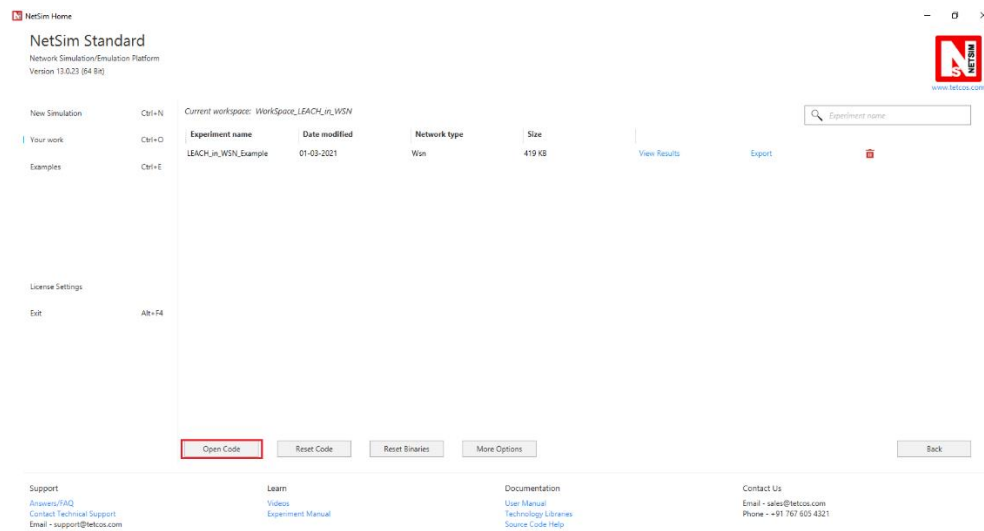 NetSim Home
NetSim Standard
Network Simulation/Emulation Platform
Version 13.0.23 (64 Bit)
NETSIM
www.tetcos.com
New Simulation Ctrl+N
Your work Ctrl+O
Examples Ctrl+E
License Settings
Exit Alt+F4
Current workspace: WorkSpace_LEACH_in_WSN
Experiment name
Experiment name Date modified Network type Size
LEACH_in_WSN_Example 01-03-2021 Wsn 419 KB View Results Export
Open Code Reset Code Reset Binaries More Options Back
Support
Answers/FAQ
Contact Technical Support
Email - support@tetcos.com
Learn
Videos
Experiment Manual
Documentation
User Manual
Technology Libraries
Source Code Help
Contact Us
Email - sales@tetcos.com
Phone - +91 767 605 4321